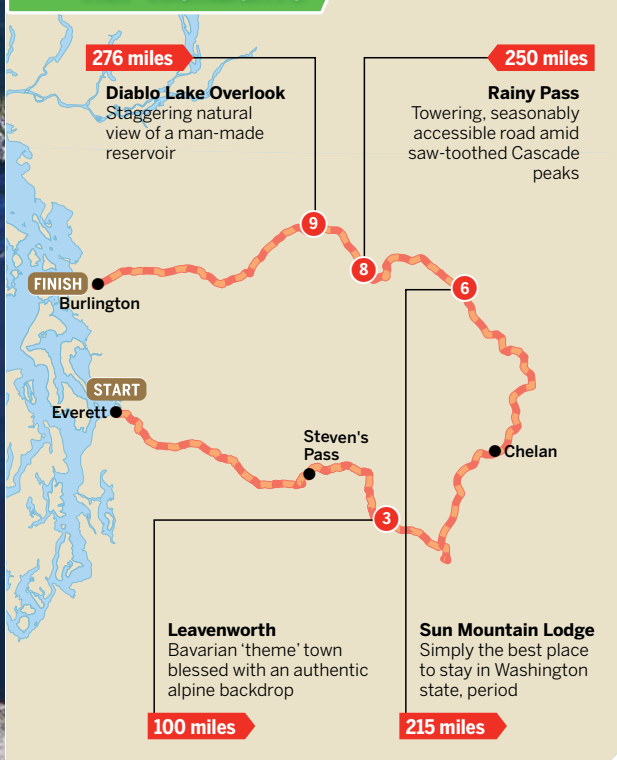 276 miles
Diablo Lake Overlook
Staggering natural
view of a man-made
reservoir
250 miles
Rainy Pass
Towering, seasonably
accessible road amid
saw-toothed Cascade
peaks
9
8
6
FINISH
Burlington
START
Everett
Steven's
Pass
Chelan
3
Leavenworth
Bavarian ‘theme’ town
blessed with an authentic
alpine backdrop
100 miles
Sun Mountain Lodge
Simply the best place
to stay in Washington
state, period
215 miles